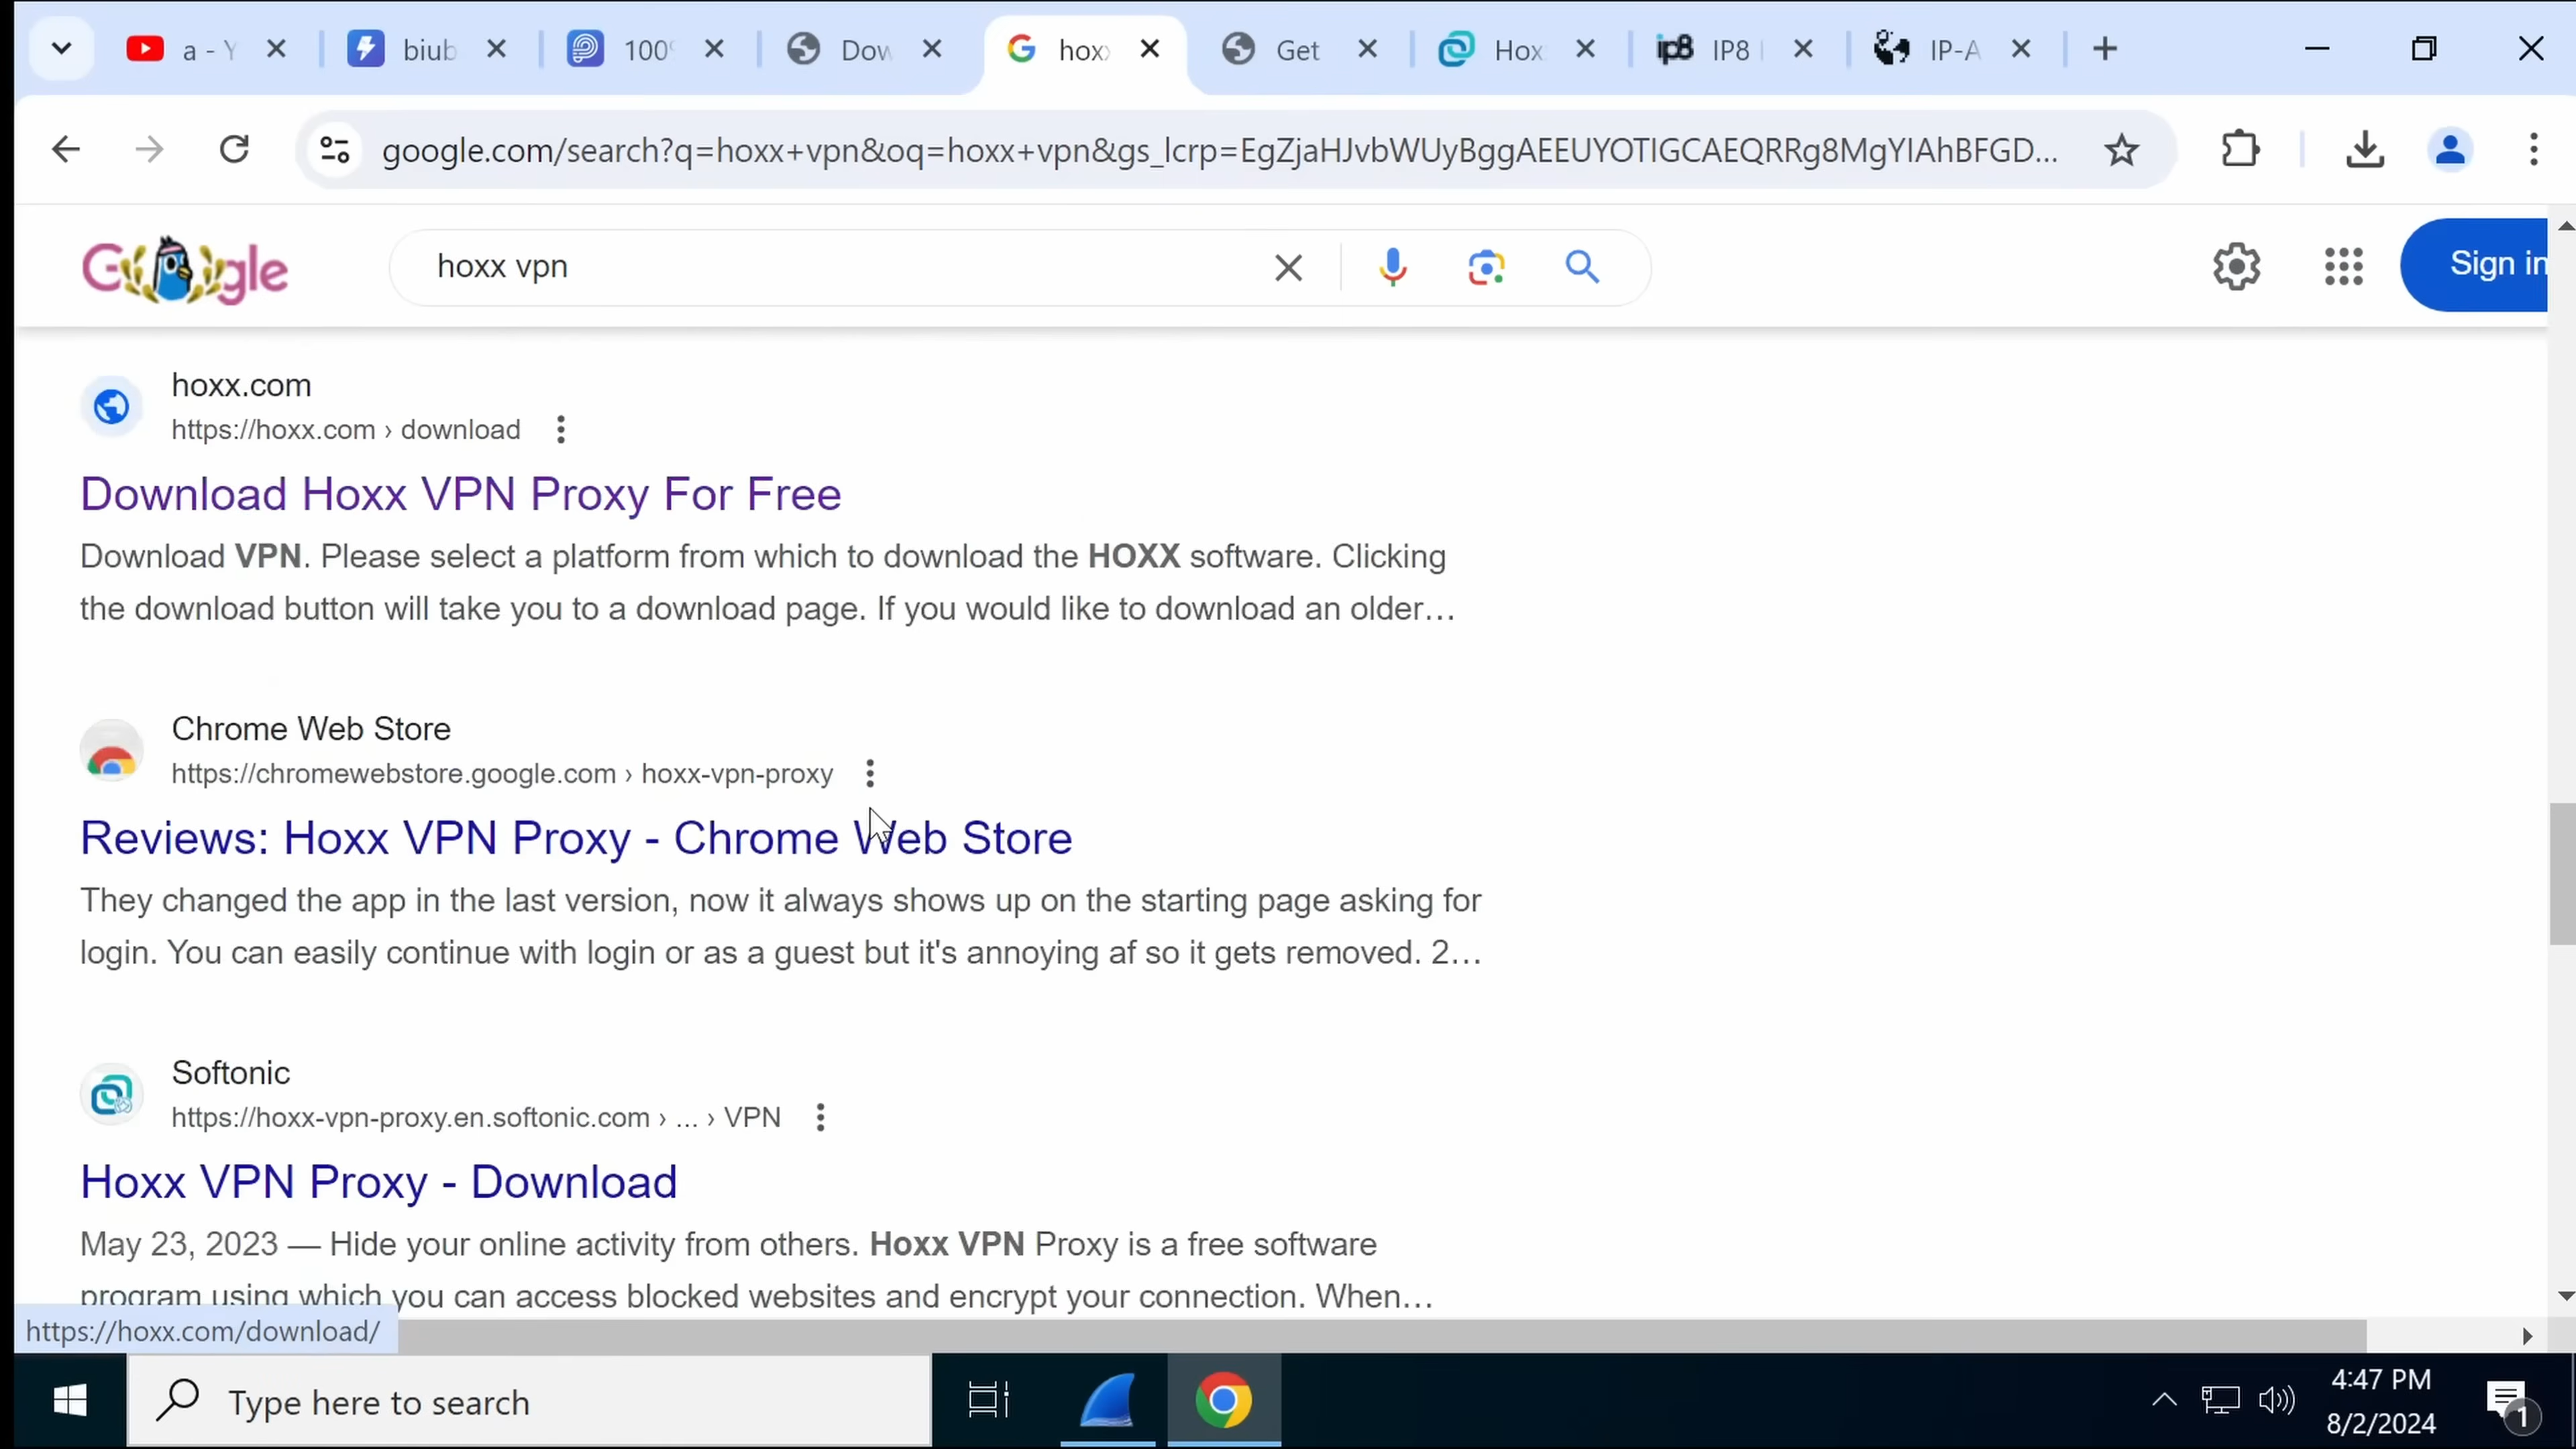 a - Y
biub
100%
Dow
hoxx
Get
Hox
ip8 IP8
IP-A
google.com/search?q=hoxx+vpn&oq=hoxx+vpn&gs_lcrp=EgZjaHJvbWUyBggAEEUYOTIGCAEQRRg8MgYIAhBFGD...
Google
hoxx vpn
Sign in
hoxx.com
https://hoxx.com › download
Download Hoxx VPN Proxy For Free
Download VPN. Please select a platform from which to download the HOXX software. Clicking
the download button will take you to a download page. If you would like to download an older...
Chrome Web Store
https://chromewebstore.google.com › hoxx-vpn-proxy
Reviews: Hoxx VPN Proxy - Chrome Web Store
They changed the app in the last version, now it always shows up on the starting page asking for
login. You can easily continue with login or as a guest but it's annoying af so it gets removed. 2...
Softonic
https://hoxx-vpn-proxy.en.softonic.com › ... › VPN
Hoxx VPN Proxy - Download
May 23, 2023 — Hide your online activity from others. Hoxx VPN Proxy is a free software
program using which you can access blocked websites and encrypt your connection. When...
https://hoxx.com/download/
Type here to search
4:47 PM
8/2/2024
1